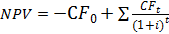 NPV = −CF₀ + Σ CFₜ/(1+i)ᵗ